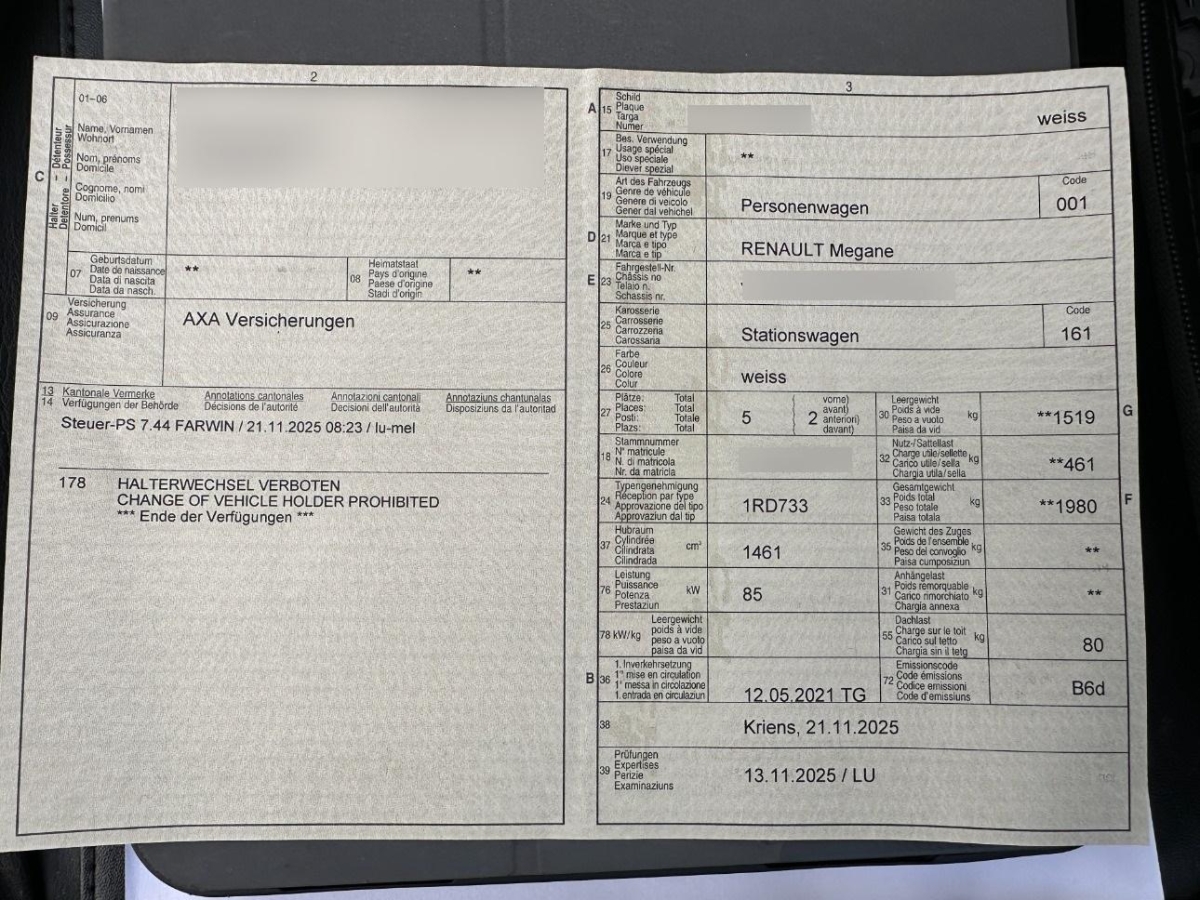 2
01–06
Name, Vornamen
Wohnort
Nom, prénoms
Domicile
Cognome, nomi
Domicilio
Num, prenums
Domicil
C
Halter – Détenteur
Detentore – Possessur
07
Geburtsdatum
Date de naissance
Data di nascita
Data da nasch.
**
08
Heimatstaat
Pays d'origine
Paese d'origine
Stadi d'origin
**
09
Versicherung
Assurance
Assicurazione
Assicuranza
AXA Versicherungen
13 Kantonale Vermerke Annotations cantonales Annotazioni cantonali Annotaziuns chantunalas
14 Verfügungen der Behörde Décisions de l'autorité Decisioni dell'autorità Disposiziuns da l'autoritad
Steuer-PS 7.44 FARWIN / 21.11.2025 08:23 / lu-mel
178 HALTERWECHSEL VERBOTEN
CHANGE OF VEHICLE HOLDER PROHIBITED
*** Ende der Verfügungen ***
3
A 15
Schild
Plaque
Targa
Numer
weiss
17
Bes. Verwendung
Usage spécial
Uso speciale
Diever spezial
**
19
Art des Fahrzeugs
Genre de véhicule
Genere di veicolo
Gener dal vehichel
Personenwagen
Code
001
D 21
Marke und Typ
Marque et type
Marca e tipo
Marca e tip
RENAULT Megane
E 23
Fahrgestell-Nr.
Châssis no
Telaio n.
Schassis nr.
25
Karosserie
Carrosserie
Carrozzeria
Carossaria
Stationswagen
Code
161
26
Farbe
Couleur
Colore
Colur
weiss
27
Plätze: Total
Places: Total
Posti: Totale
Plazs: Total
5
2
vorne)
avant)
anteriori)
davant)
30
Leergewicht
Poids à vide
Peso a vuoto
Paisa da vid
kg
**1519
G
18
Stammnummer
N° matricule
N. di matricola
Nr. da matricla
32
Nutz-/Sattellast
Charge utile/sellette
Carico utile/sella
Chargia utila/sella
kg
**461
24
Typengenehmigung
Réception par type
Approvazione del tipo
Approvaziun dal tip
1RD733
33
Gesamtgewicht
Poids total
Peso totale
Paisa totala
kg
**1980
F
37
Hubraum
Cylindrée
Cilindrata
Cilindrada
cm³
1461
35
Gewicht des Zuges
Poids de l'ensemble
Peso del convoglio
Paisa cumposiziun
kg
**
76
Leistung
Puissance
Potenza
Prestaziun
kW
85
31
Anhängelast
Poids remorquable
Carico rimorchiato
Chargia annexa
kg
**
78 kW/kg
Leergewicht
poids à vide
peso a vuoto
paisa da vid
55
Dachlast
Charge sur le toit
Carico sul tetto
Chargia sin il tetg
kg
80
B 36
1. Inverkehrsetzung
1re mise en circulation
1a messa in circolazione
1. entrada en circulaziun
12.05.2021 TG
72
Emissionscode
Code émissions
Codice emissioni
Code d'emissiuns
B6d
38
Kriens, 21.11.2025
39
Prüfungen
Expertises
Perizie
Examinaziuns
13.11.2025 / LU